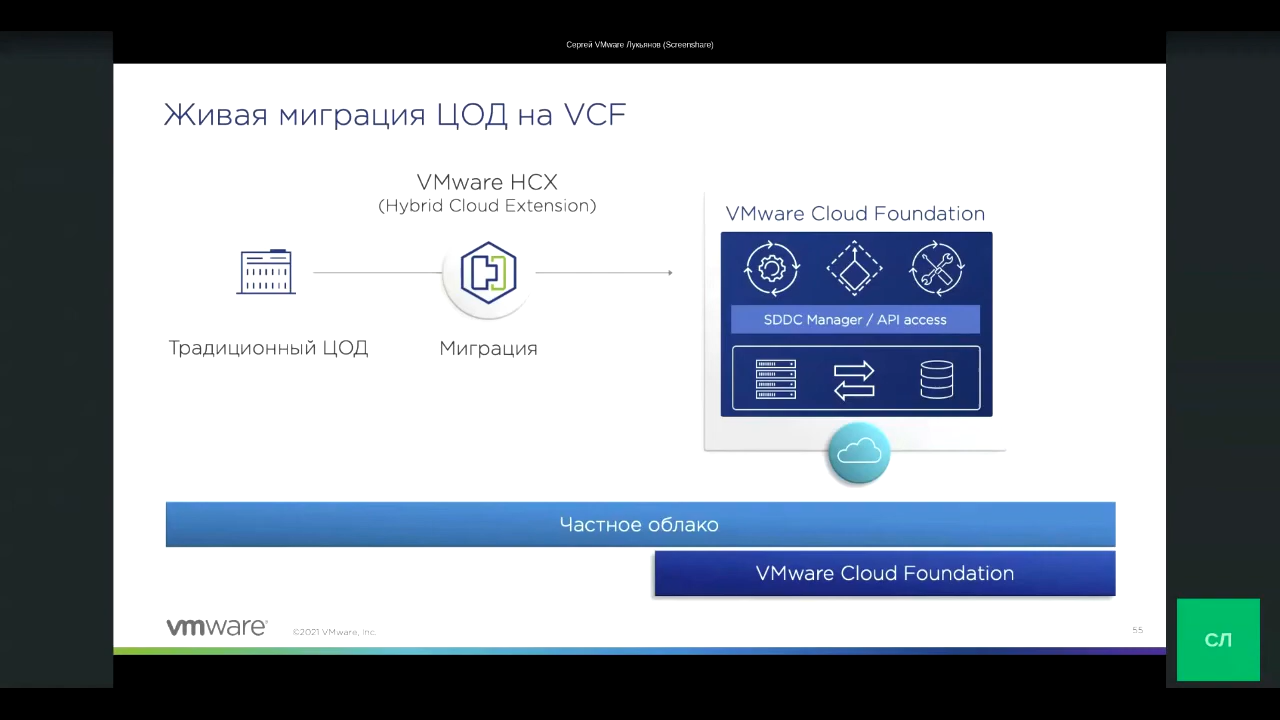 Сергей VMware Лукьянов (Screenshare)
Живая миграция ЦОД на VCF
VMware HCX
(Hybrid Cloud Extension)
VMware Cloud Foundation
SDDC Manager / API access
Традиционный ЦОД
Миграция
Частное облако
VMware Cloud Foundation
vmware®
©2021 VMware, Inc.
55
СЛ